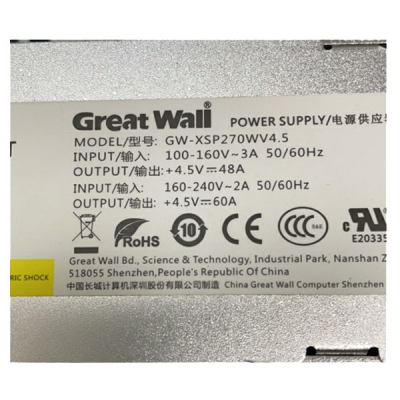 Great Wall POWER SUPPLY/电源供应
MODEL/型号: GW-XSP270WV4.5
INPUT/输入: 100-160V~3A 50/60Hz
OUTPUT/输出: +4.5V⎓48A
INPUT/输入: 160-240V~2A 50/60Hz
OUTPUT/输出: +4.5V⎓60A
RoHS 10 CCC US
E20335
Great Wall Bd., Science & Technology, Industrial Park, Nanshan
RIC SHOCK
518055 Shenzhen,People's Republic Of China
中国长城计算机深圳股份有限公司制造 China Great Wall Computer Shenzhen